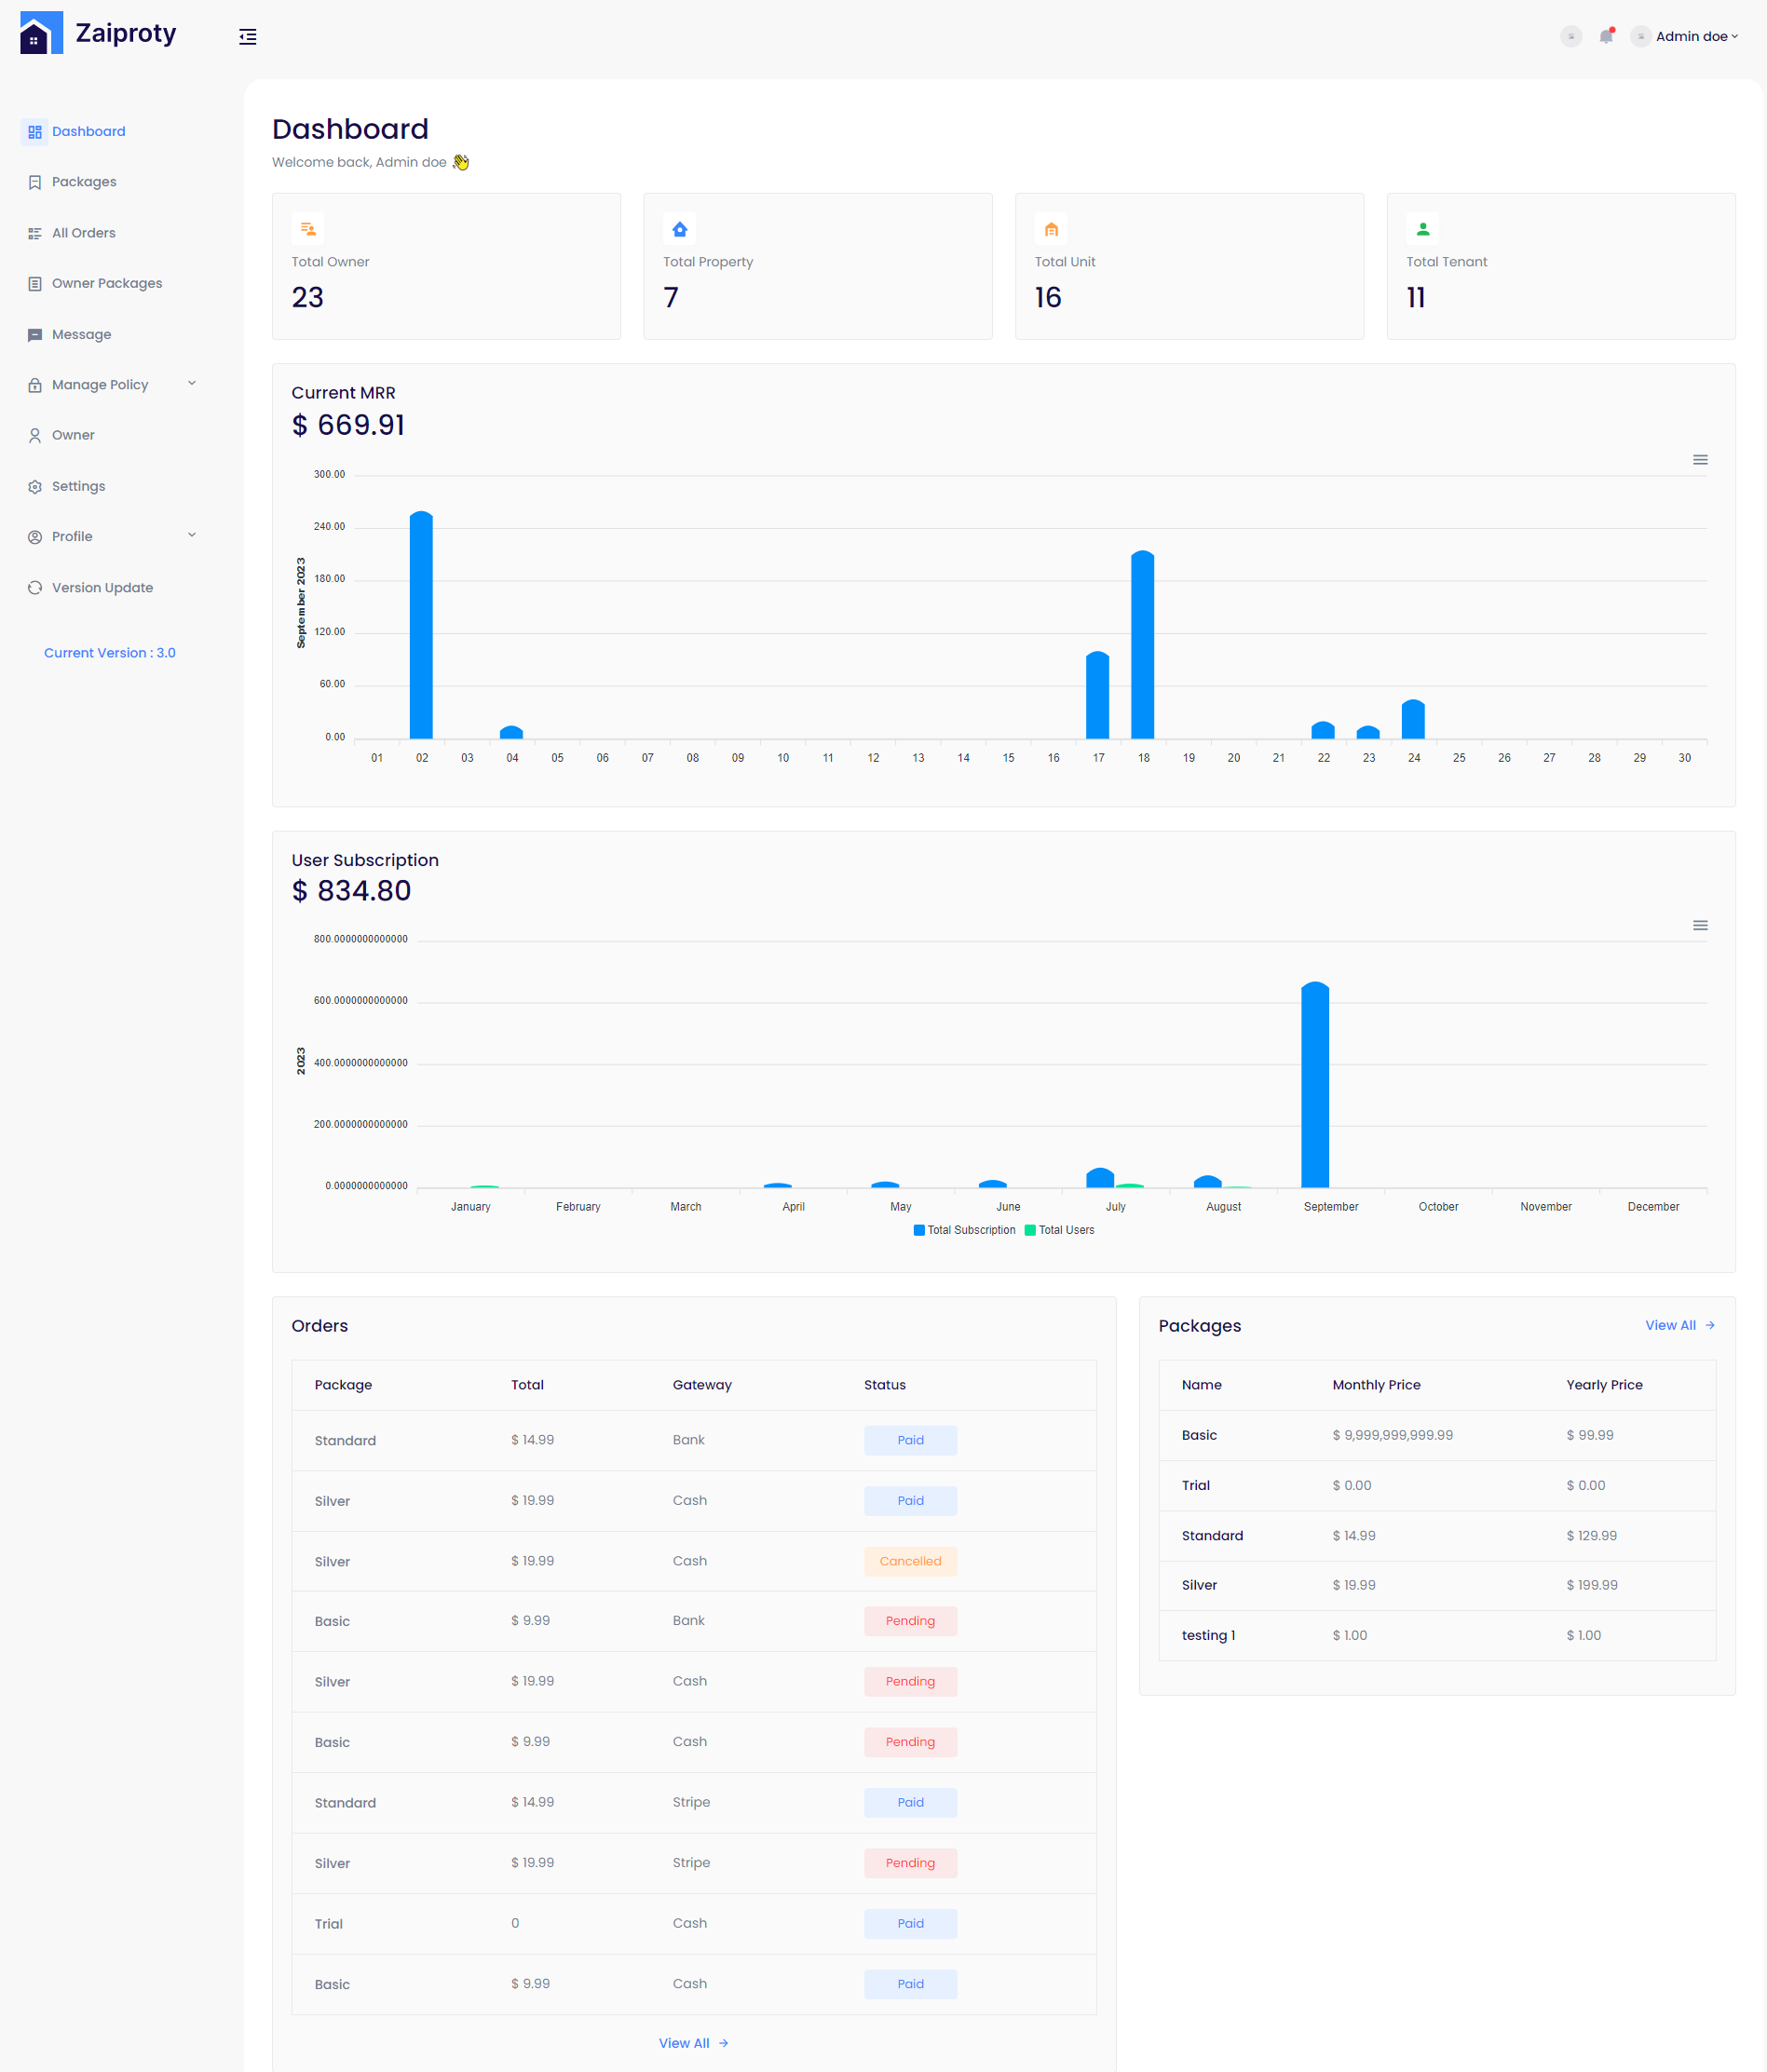 Zaiproty
Admin doe
Dashboard
Packages
All Orders
Owner Packages
Message
Manage Policy
Owner
Settings
Profile
Version Update
Current Version : 3.0
Dashboard
Welcome back, Admin doe 👋
Total Owner
23
Total Property
7
Total Unit
16
Total Tenant
11
Current MRR
$ 669.91
September 2023
300.00
240.00
180.00
120.00
60.00
0.00
01 02 03 04 05 06 07 08 09 10 11 12 13 14 15 16 17 18 19 20 21 22 23 24 25 26 27 28 29 30
User Subscription
$ 834.80
2023
800.0000000000000
600.0000000000000
400.0000000000000
200.0000000000000
0.0000000000000
January February March April May June July August September October November December
Total Subscription Total Users
Orders
Package Total Gateway Status
Standard $ 14.99 Bank Paid
Silver $ 19.99 Cash Paid
Silver $ 19.99 Cash Cancelled
Basic $ 9.99 Bank Pending
Silver $ 19.99 Cash Pending
Basic $ 9.99 Cash Pending
Standard $ 14.99 Stripe Paid
Silver $ 19.99 Stripe Pending
Trial 0 Cash Paid
Basic $ 9.99 Cash Paid
View All →
Packages View All →
Name Monthly Price Yearly Price
Basic $ 9,999,999,999.99 $ 99.99
Trial $ 0.00 $ 0.00
Standard $ 14.99 $ 129.99
Silver $ 19.99 $ 199.99
testing 1 $ 1.00 $ 1.00